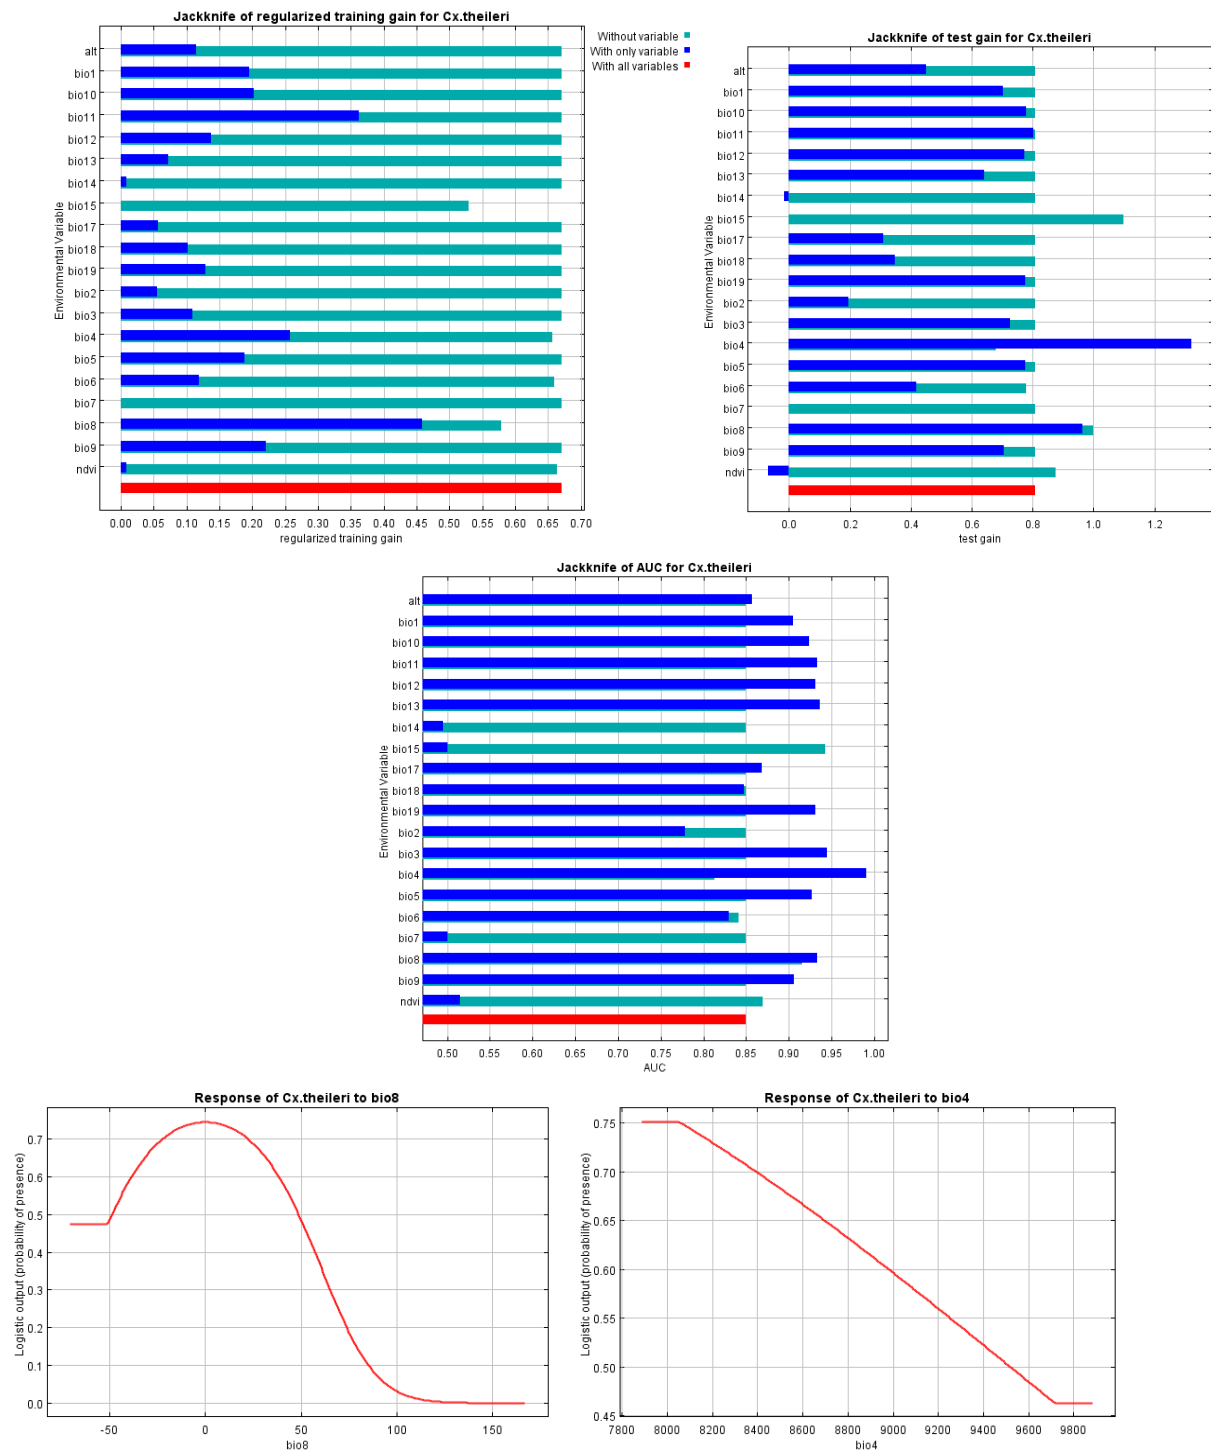 Jackknife of regularized training gain for Cx.theileri
Without variable
With only variable
With all variables
Environmental Variable
alt
bio1
bio10
bio11
bio12
bio13
bio14
bio15
bio17
bio18
bio19
bio2
bio3
bio4
bio5
bio6
bio7
bio8
bio9
ndvi
0.00 0.05 0.10 0.15 0.20 0.25 0.30 0.35 0.40 0.45 0.50 0.55 0.60 0.65 0.70
regularized training gain
Jackknife of test gain for Cx.theileri
Environmental Variable
alt
bio1
bio10
bio11
bio12
bio13
bio14
bio15
bio17
bio18
bio19
bio2
bio3
bio4
bio5
bio6
bio7
bio8
bio9
ndvi
0.0 0.2 0.4 0.6 0.8 1.0 1.2
test gain
Jackknife of AUC for Cx.theileri
Environmental Variable
alt
bio1
bio10
bio11
bio12
bio13
bio14
bio15
bio17
bio18
bio19
bio2
bio3
bio4
bio5
bio6
bio7
bio8
bio9
ndvi
0.50 0.55 0.60 0.65 0.70 0.75 0.80 0.85 0.90 0.95 1.00
AUC
Response of Cx.theileri to bio8
Logistic output (probability of presence)
0.7
0.6
0.5
0.4
0.3
0.2
0.1
0.0
-50 0 50 100 150
bio8
Response of Cx.theileri to bio4
Logistic output (probability of presence)
0.75
0.70
0.65
0.60
0.55
0.50
0.45
7800 8000 8200 8400 8600 8800 9000 9200 9400 9600 9800
bio4